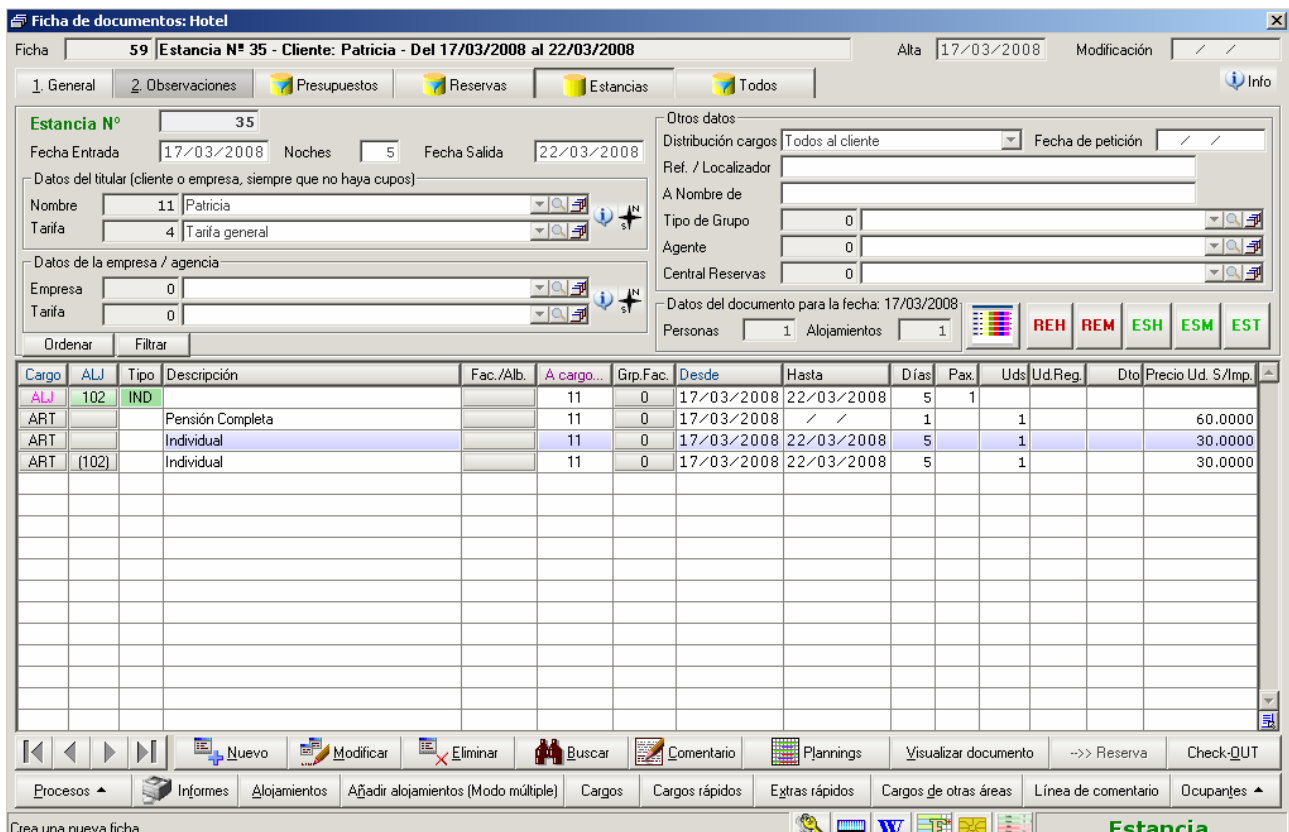 Ficha de documentos: Hotel
Ficha 59 Estancia Nº 35 - Cliente: Patricia - Del 17/03/2008 al 22/03/2008 Alta 17/03/2008 Modificación / /
1. General 2. Observaciones Presupuestos Reservas Estancias Todos Info
Estancia Nº 35
Fecha Entrada 17/03/2008 Noches 5 Fecha Salida 22/03/2008
Datos del titular (cliente o empresa, siempre que no haya cupos)
Nombre 11 Patricia
Tarifa 4 Tarifa general
Datos de la empresa / agencia
Empresa 0
Tarifa 0
Ordenar Filtrar
Otros datos
Distribución cargos Todos al cliente Fecha de petición / /
Ref. / Localizador
A Nombre de
Tipo de Grupo 0
Agente 0
Central Reservas 0
Datos del documento para la fecha: 17/03/2008
Personas 1 Alojamientos 1
REH REM ESH ESM EST
Cargo ALJ Tipo Descripción Fac./Alb. A cargo... Grp.Fac. Desde Hasta Días Pax. Uds Ud.Reg. Dto Precio Ud. S/Imp.
ALJ 102 IND 11 0 17/03/2008 22/03/2008 5 1
ART Pensión Completa 11 0 17/03/2008 / / 1 1 60.0000
ART Individual 11 0 17/03/2008 22/03/2008 5 1 30.0000
ART (102) Individual 11 0 17/03/2008 22/03/2008 5 1 30.0000
Nuevo Modificar Eliminar Buscar Comentario Plannings Visualizar documento -->> Reserva Check-OUT
Procesos Informes Alojamientos Añadir alojamientos (Modo múltiple) Cargos Cargos rápidos Extras rápidos Cargos de otras áreas Línea de comentario Ocupantes
Crea una nueva ficha Estancia